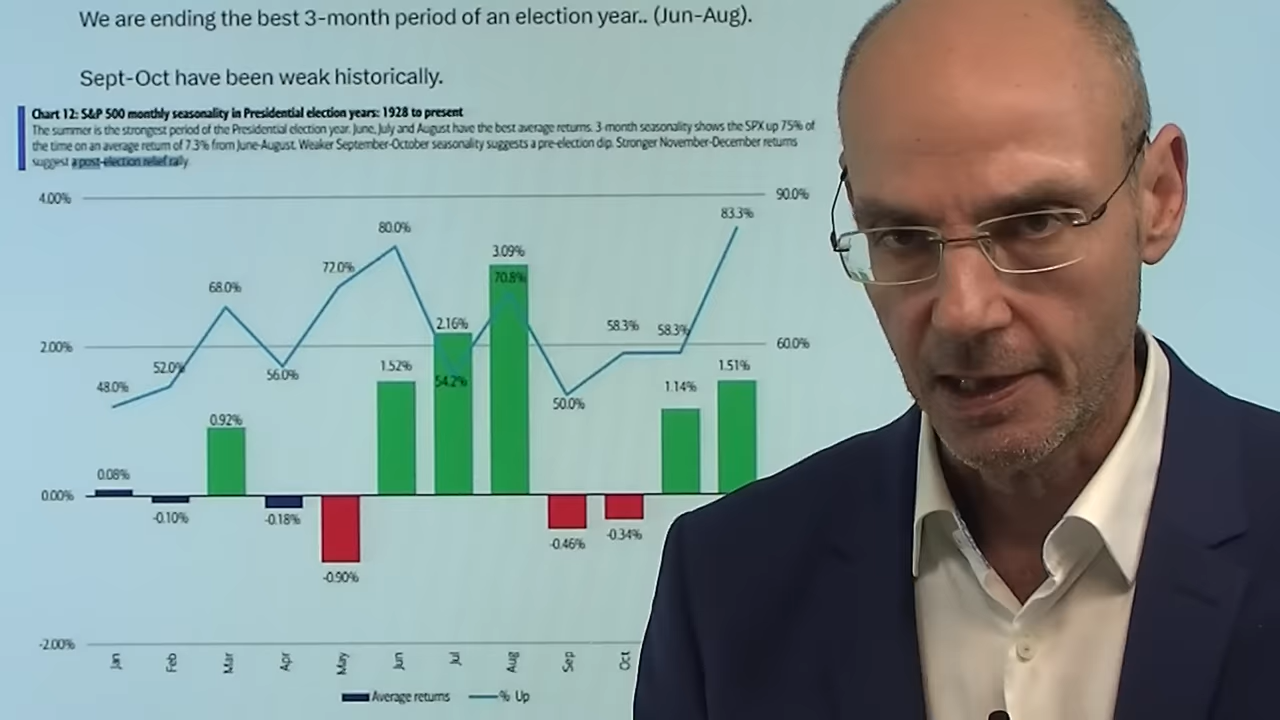 We are ending the best 3-month period of an election year.. (Jun-Aug).
Sept-Oct have been weak historically.
Chart 12: S&P 500 monthly seasonality in Presidential election years: 1928 to present
The summer is the strongest period of the Presidential election year. June, July and August have the best average returns. 3-month seasonality shows the SPX up 75% of
the time on an average return of 7.3% from June-August. Weaker September-October seasonality suggests a pre-election dip. Stronger November-December returns
suggest a post-election relief rally.
4.00% 90.0%
83.3%
80.0%
3.09%
72.0% 70.8%
68.0%
2.16% 58.3% 58.3%
2.00% 60.0%
48.0% 52.0% 56.0% 1.52% 54.2% 1.51%
50.0% 1.14%
0.92%
0.08%
0.00%
-0.10% -0.18% -0.46% -0.34%
-0.90%
-2.00%
Jan Feb Mar Apr May Jun Jul Aug Sep Oct
Average returns % Up